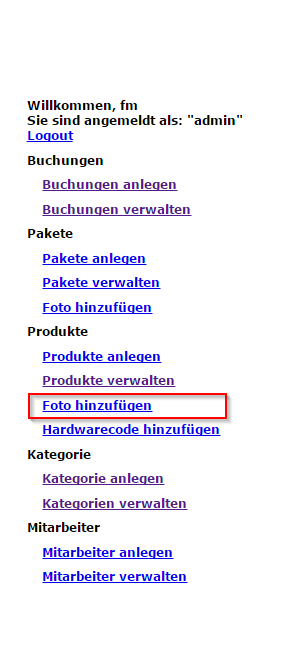 Willkommen, fm
Sie sind angemeldet als: "admin"
Logout
Buchungen
Buchungen anlegen
Buchungen verwalten
Pakete
Pakete anlegen
Pakete verwalten
Foto hinzufügen
Produkte
Produkte anlegen
Produkte verwalten
Foto hinzufügen
Hardwarecode hinzufügen
Kategorie
Kategorie anlegen
Kategorien verwalten
Mitarbeiter
Mitarbeiter anlegen
Mitarbeiter verwalten